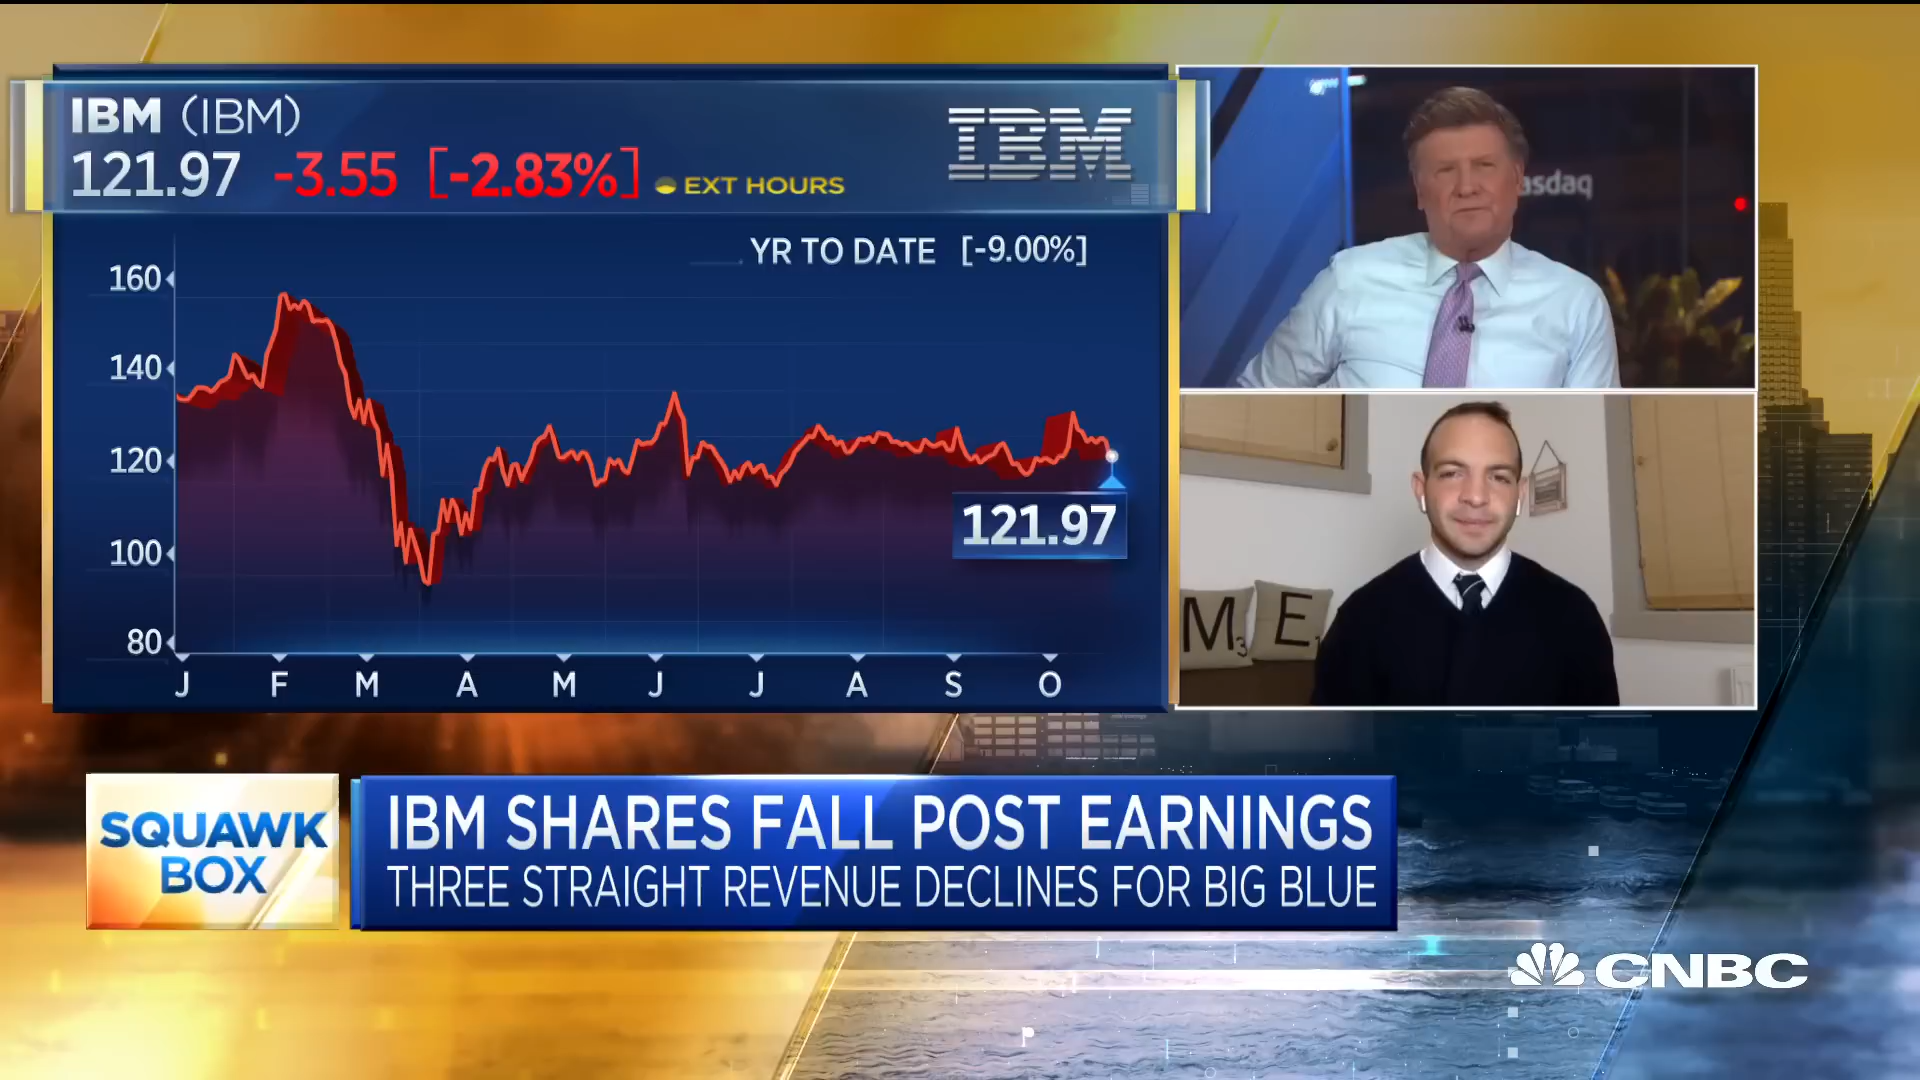 IBM (IBM)
121.97 -3.55 [-2.83%] EXT HOURS
IBM
YR TO DATE [-9.00%]
160
140
120
100
80
121.97
J F M A M J J A S O
asdaq
M3 E1
SQUAWK
BOX
IBM SHARES FALL POST EARNINGS
THREE STRAIGHT REVENUE DECLINES FOR BIG BLUE
CNBC